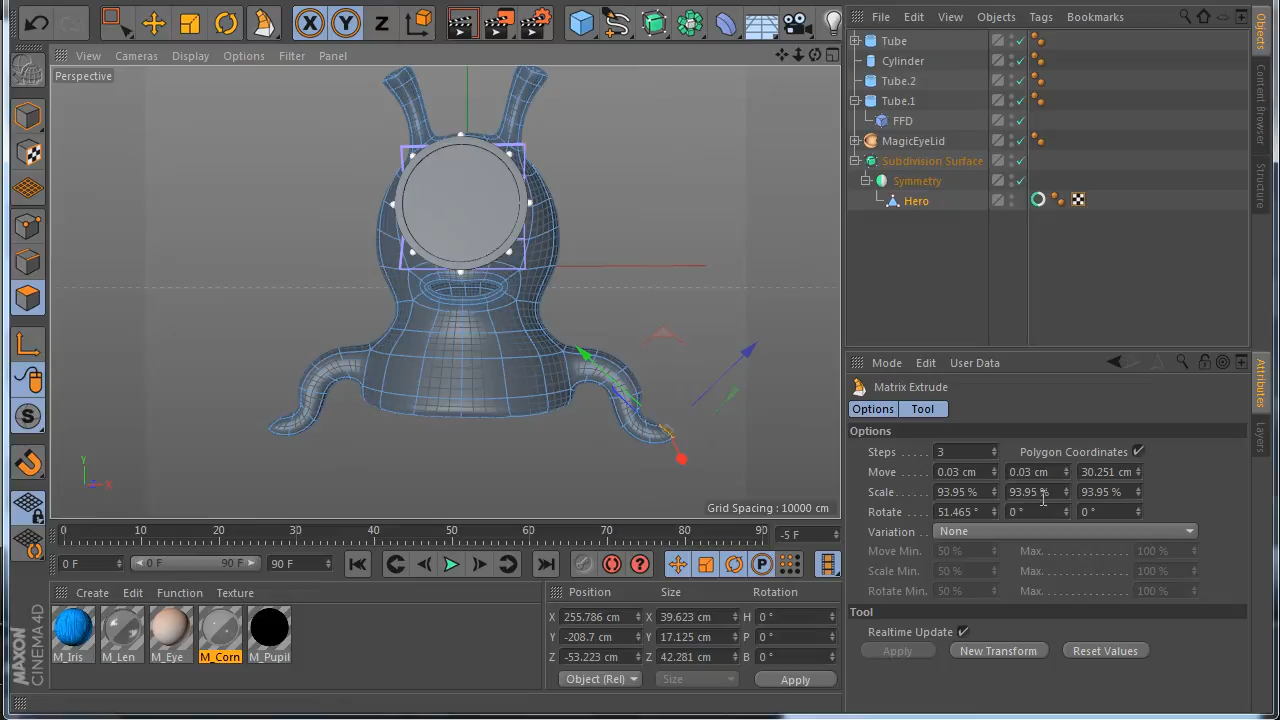 File Edit View Objects Tags Bookmarks
View Cameras Display Options Filter Panel
Perspective
Tube
Cylinder
Tube.2
Tube.1
FFD
MagicEyeLid
Subdivision Surface
Symmetry
Hero
Objects
Content Browser
Structure
Mode Edit User Data
Matrix Extrude
Options Tool
Options
Steps . . . . . 3 Polygon Coordinates
Move . . . . . 0.03 cm 0.03 cm 30.251 cm
Scale. . . . . 93.95 % 93.95 % 93.95 %
Rotate . . . . 51.465 ° 0 ° 0 °
Variation . . None
Move Min. 50 % Max. 100 %
Scale Min. 50 % Max. 100 %
Rotate Min. 50 % Max. 100 %
Tool
Realtime Update
Apply New Transform Reset Values
Attributes
Layers
Y
X
Grid Spacing : 10000 cm
0 10 20 30 40 50 60 70 80 90 -5 F
0 F 0 F 90 F 90 F
Create Edit Function Texture
M_Iris M_Len M_Eye M_Corn M_Pupil
Position Size Rotation
X 255.786 cm X 39.623 cm H 0 °
Y -208.7 cm Y 17.125 cm P 0 °
Z -53.223 cm Z 42.281 cm B 0 °
Object (Rel) Size Apply
MAXON
CINEMA 4D